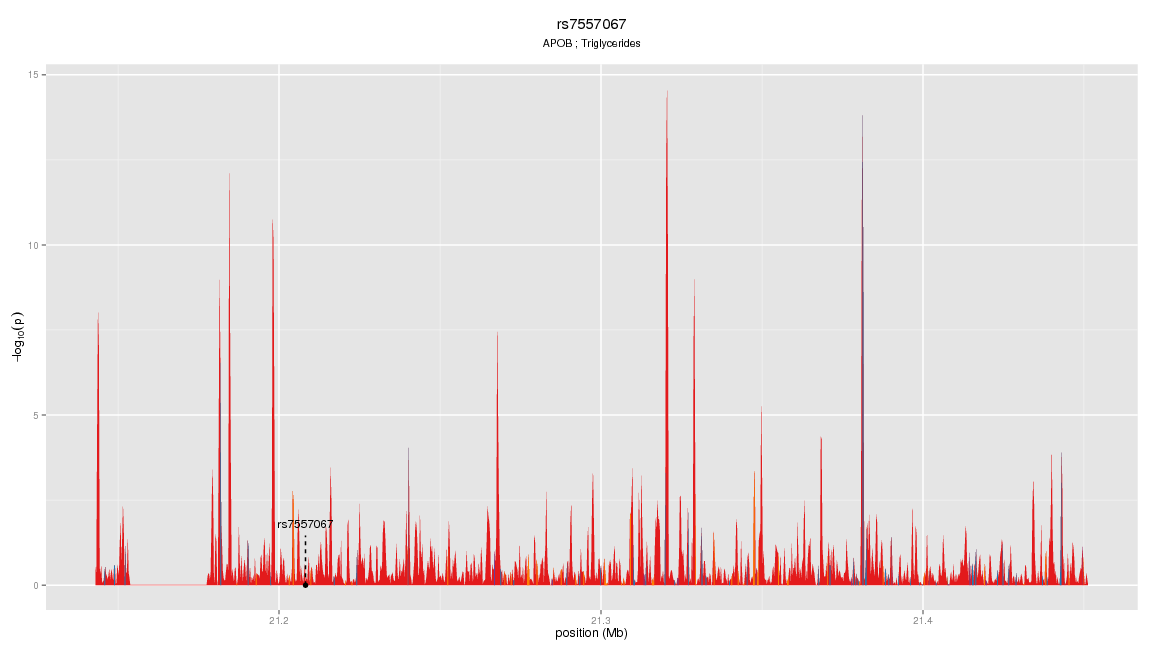 rs7557067
APOB ; Triglycerides
15
10
5
0
−log10(p)
rs7557067
21.2
21.3
21.4
position (Mb)